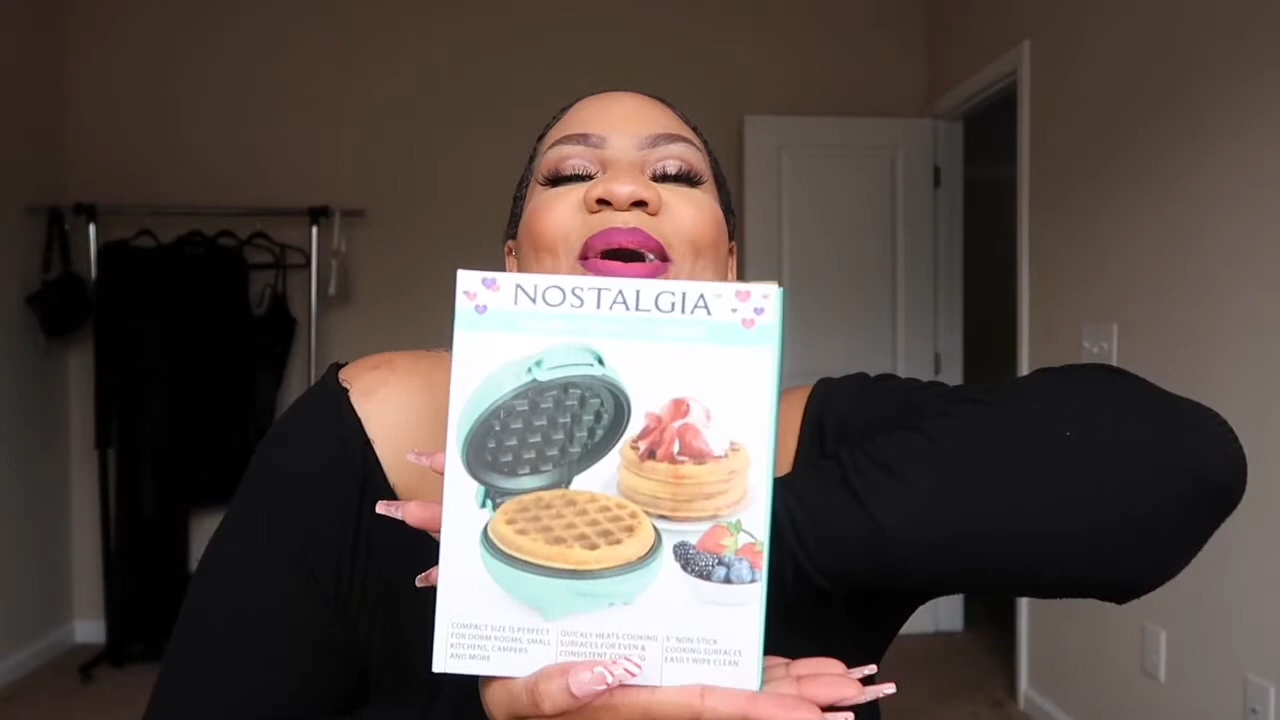 NOSTALGIA
COMPACT SIZE IS PERFECT
FOR DORM ROOMS, SMALL
KITCHENS, CAMPERS
AND MORE
QUICKLY HEATS COOKING
SURFACES FOR EVEN &
CONSISTENT COOKING
5" NON-STICK
COOKING SURFACES
EASILY WIPE CLEAN